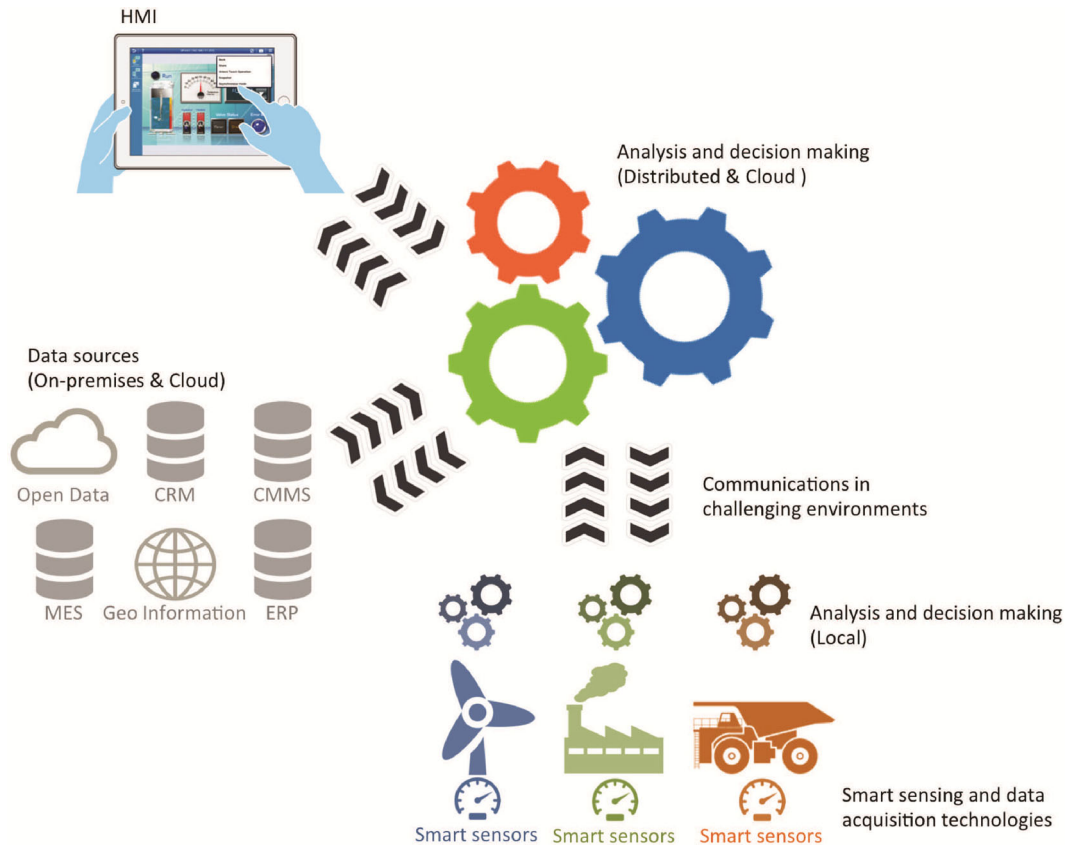 HMI
Analysis and decision making
(Distributed & Cloud )
Data sources
(On-premises & Cloud)
Open Data
CRM
CMMS
MES
Geo Information
ERP
Communications in
challenging environments
Analysis and decision making
(Local)
Smart sensors
Smart sensors
Smart sensors
Smart sensing and data
acquisition technologies